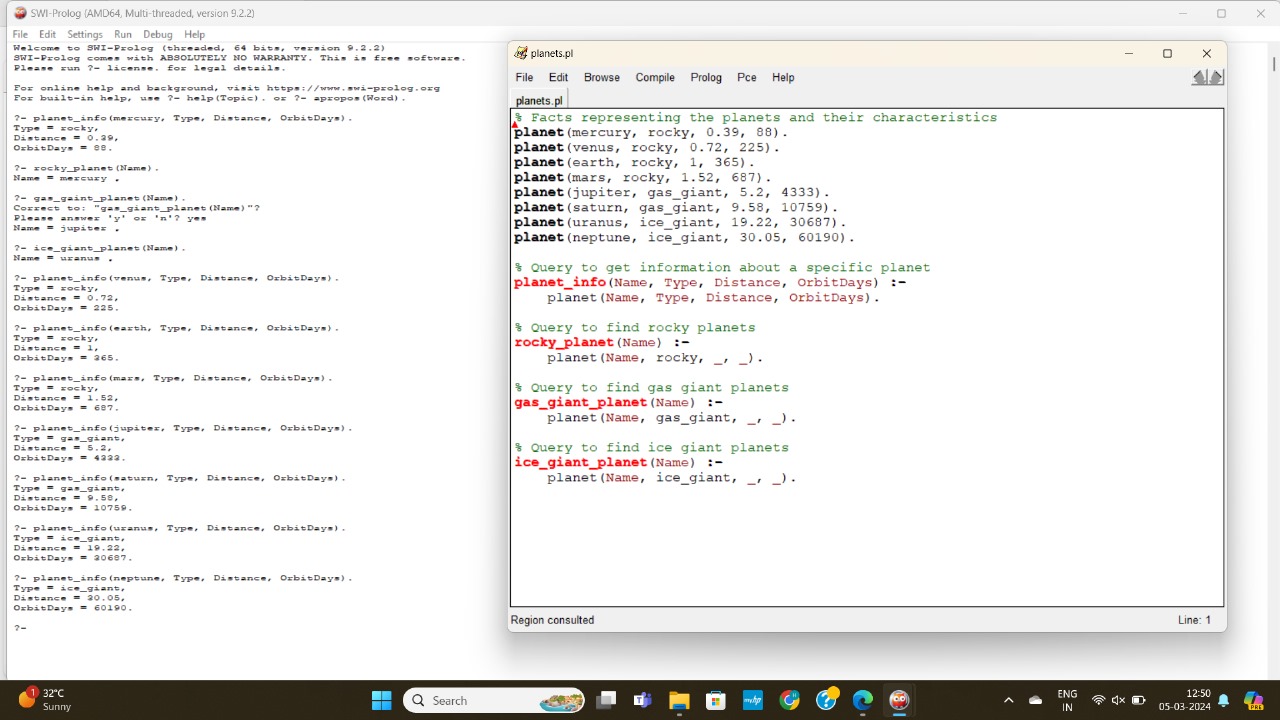 SWI-Prolog (AMD64, Multi-threaded, version 9.2.2)
File Edit Settings Run Debug Help
Welcome to SWI-Prolog (threaded, 64 bits, version 9.2.2)
SWI-Prolog comes with ABSOLUTELY NO WARRANTY. This is free software.
Please run ?- license. for legal details.
For online help and background, visit https://www.swi-prolog.org
For built-in help, use ?- help(Topic). or ?- apropos(Word).
?- planet_info(mercury, Type, Distance, OrbitDays).
Type = rocky,
Distance = 0.39,
OrbitDays = 88.
?- rocky_planet(Name).
Name = mercury .
?- gas_gaint_planet(Name).
Correct to: "gas_giant_planet(Name)"?
Please answer 'y' or 'n'? yes
Name = jupiter .
?- ice_giant_planet(Name).
Name = uranus .
?- planet_info(venus, Type, Distance, OrbitDays).
Type = rocky,
Distance = 0.72,
OrbitDays = 225.
?- planet_info(earth, Type, Distance, OrbitDays).
Type = rocky,
Distance = 1,
OrbitDays = 365.
?- planet_info(mars, Type, Distance, OrbitDays).
Type = rocky,
Distance = 1.52,
OrbitDays = 687.
?- planet_info(jupiter, Type, Distance, OrbitDays).
Type = gas_giant,
Distance = 5.2,
OrbitDays = 4333.
?- planet_info(saturn, Type, Distance, OrbitDays).
Type = gas_giant,
Distance = 9.58,
OrbitDays = 10759.
?- planet_info(uranus, Type, Distance, OrbitDays).
Type = ice_giant,
Distance = 19.22,
OrbitDays = 30687.
?- planet_info(neptune, Type, Distance, OrbitDays).
Type = ice_giant,
Distance = 30.05,
OrbitDays = 60190.
?-
planets.pl
File Edit Browse Compile Prolog Pce Help
planets.pl
% Facts representing the planets and their characteristics
planet(mercury, rocky, 0.39, 88).
planet(venus, rocky, 0.72, 225).
planet(earth, rocky, 1, 365).
planet(mars, rocky, 1.52, 687).
planet(jupiter, gas_giant, 5.2, 4333).
planet(saturn, gas_giant, 9.58, 10759).
planet(uranus, ice_giant, 19.22, 30687).
planet(neptune, ice_giant, 30.05, 60190).
% Query to get information about a specific planet
planet_info(Name, Type, Distance, OrbitDays) :-
planet(Name, Type, Distance, OrbitDays).
% Query to find rocky planets
rocky_planet(Name) :-
planet(Name, rocky, _, _).
% Query to find gas giant planets
gas_giant_planet(Name) :-
planet(Name, gas_giant, _, _).
% Query to find ice giant planets
ice_giant_planet(Name) :-
planet(Name, ice_giant, _, _).
Region consulted Line: 1
1 32°C
Sunny
Search
ENG
IN
12:50
05-03-2024
PRE